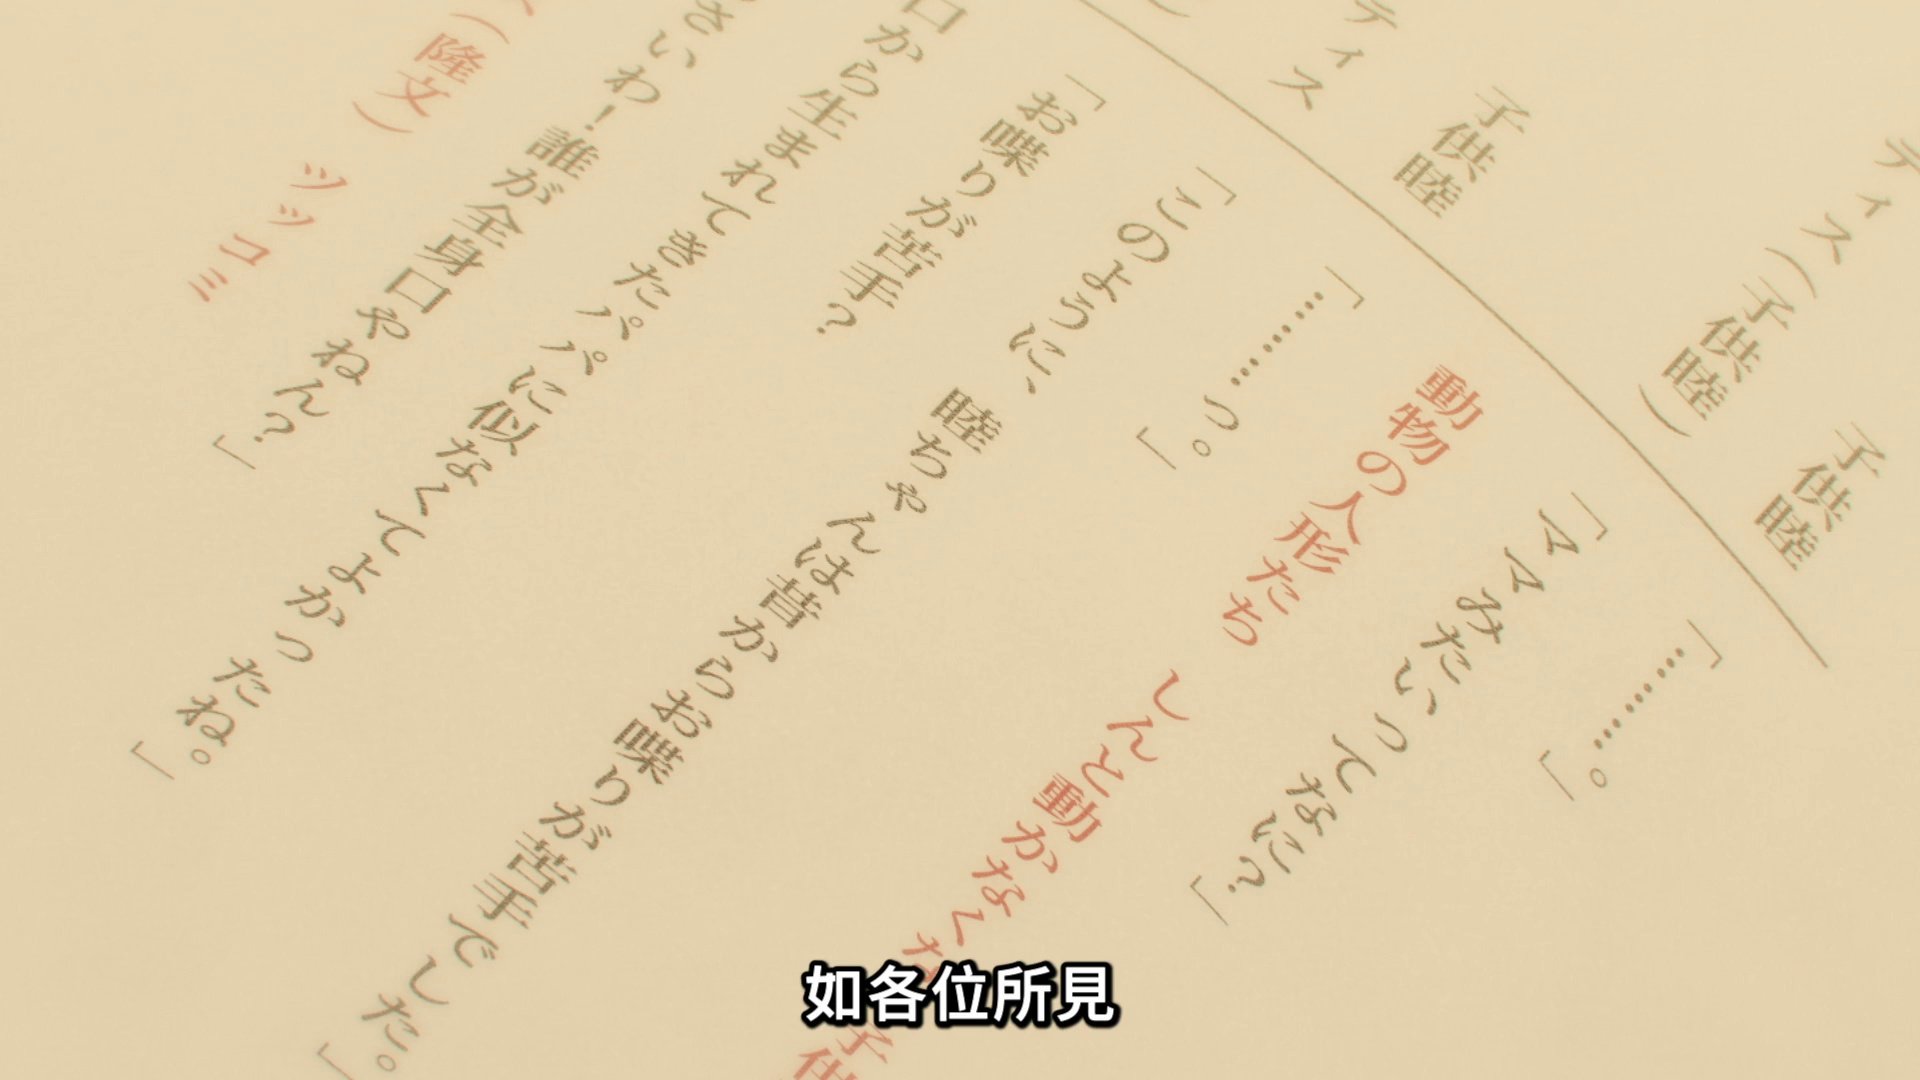 子供睦
「………。」
ティス(子供睦)
「ママみたいってなに?」
動物の人形たち しんと動かなくな
子供
子供睦
「………っ。」
ティス
「このように、睦ちゃんは昔からお喋りが苦手でした。」
「お喋りが苦手?
口から生まれてきたパパに似なくてよかったね。」
さいわ!誰が全身口やねん?」
(隆文) ツッコミ
如各位所見